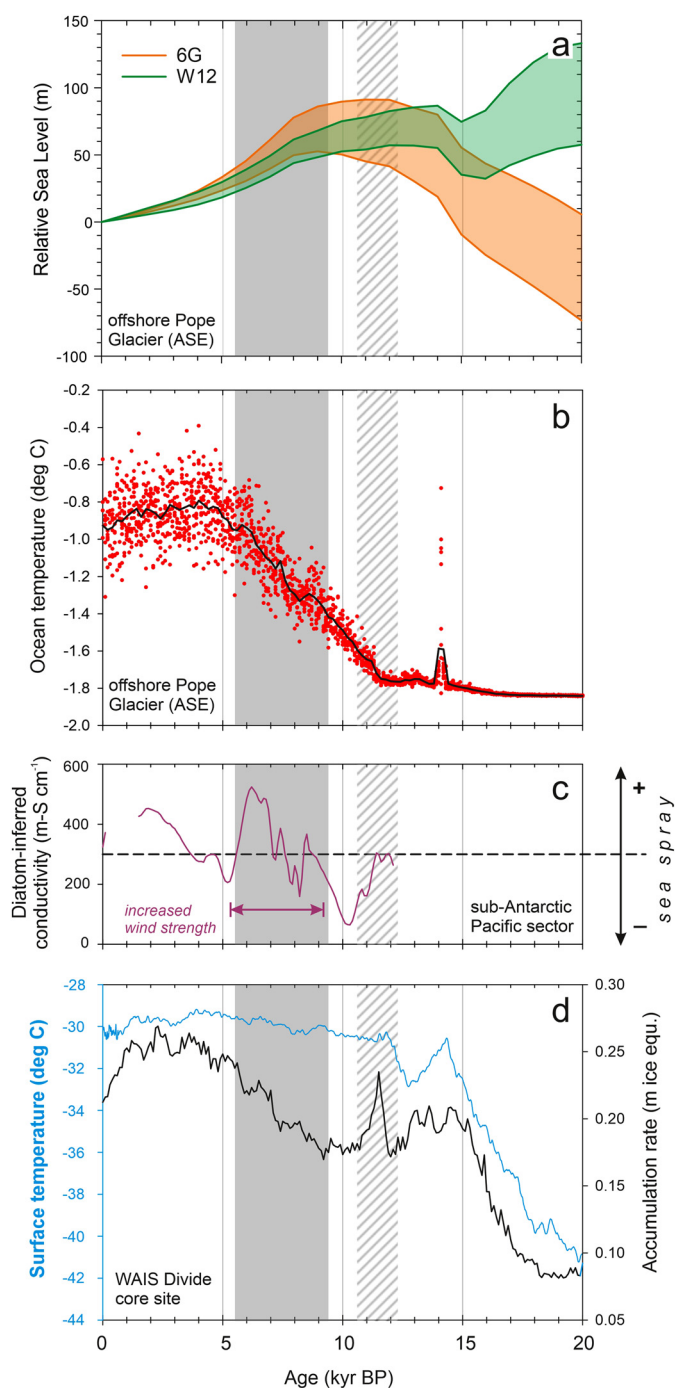 a
6G
W12
150
100
50
0
-50
-100
Relative Sea Level (m)
offshore Pope
Glacier (ASE)
b
-0.2
-0.4
-0.6
-0.8
-1.0
-1.2
-1.4
-1.6
-1.8
-2.0
Ocean temperature (deg C)
offshore Pope
Glacier (ASE)
c
600
400
200
0
Diatom-inferred
conductivity (m-S cm-1)
increased
wind strength
sub-Antarctic
Pacific sector
+
sea spray
–
d
-28
-30
-32
-34
-36
-38
-40
-42
-44
Surface temperature (deg C)
0.30
0.25
0.20
0.15
0.10
0.05
Accumulation rate (m ice equ.)
WAIS Divide
core site
0 5 10 15 20
Age (kyr BP)